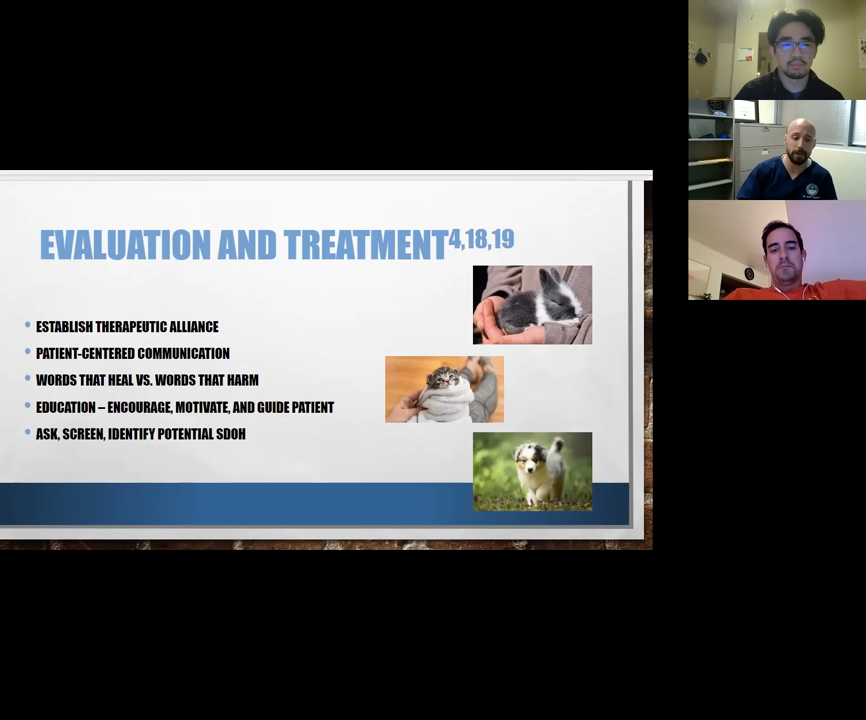 EVALUATION AND TREATMENT4,18,19
• ESTABLISH THERAPEUTIC ALLIANCE
• PATIENT-CENTERED COMMUNICATION
• WORDS THAT HEAL VS. WORDS THAT HARM
• EDUCATION – ENCOURAGE, MOTIVATE, AND GUIDE PATIENT
• ASK, SCREEN, IDENTIFY POTENTIAL SDOH